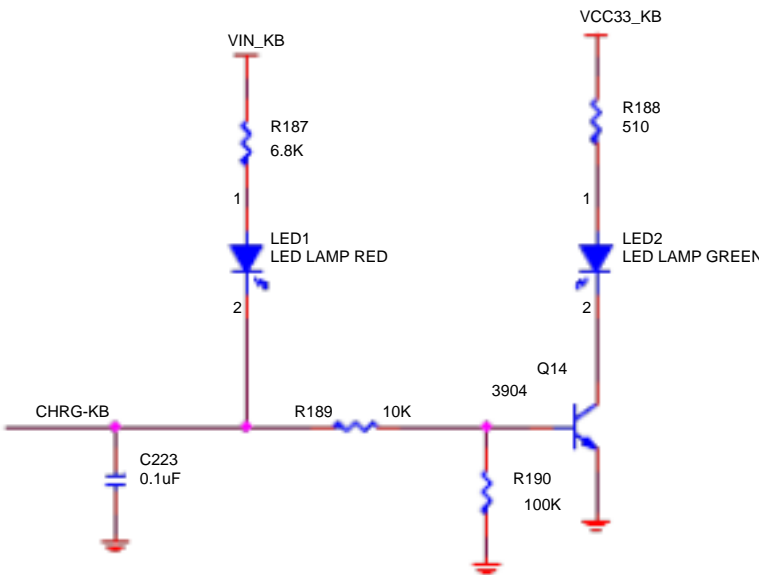 VCC33_KB
VIN_KB
R187
6.8K
R188
510
1
1
LED1
LED LAMP RED
LED2
LED LAMP GREEN
2
2
Q14
3904
CHRG-KB
R189 10K
C223
0.1uF
R190
100K